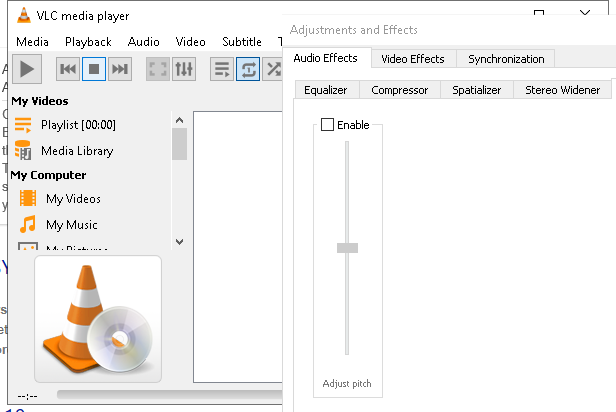 VLC media player
Media Playback Audio Video Subtitle
My Videos
Playlist [00:00]
Media Library
My Computer
My Videos
My Music
My Pictures
--:--
Adjustments and Effects
Audio Effects Video Effects Synchronization
Equalizer Compressor Spatializer Stereo Widener
Enable
Adjust pitch